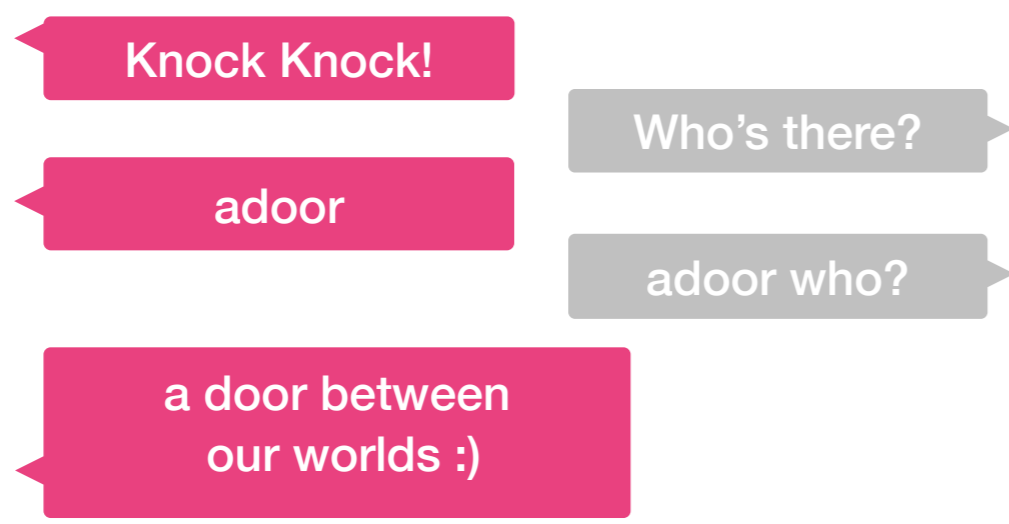 Knock Knock!
Who’s there?
adoor
adoor who?
a door between
our worlds :)